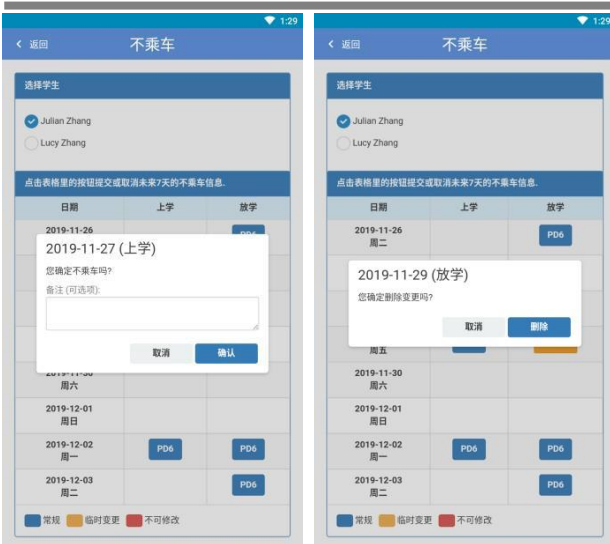 1:29
返回
不乘车
选择学生
Julian Zhang
Lucy Zhang
点击表格里的按钮提交或取消未来7天的不乘车信息.
日期 上学 放学
2019-11-26
2019-11-27 (上学)
您确定不乘车吗?
备注 (可选项):
取消 确认
周六
2019-12-01
周日
2019-12-02
周一
PD6 PD6
2019-12-03
周二
PD6
常规 临时变更 不可修改
1:29
返回
不乘车
选择学生
Julian Zhang
Lucy Zhang
点击表格里的按钮提交或取消未来7天的不乘车信息.
日期 上学 放学
2019-11-26
周二
PD6
2019-11-29 (放学)
您确定删除变更吗?
取消 删除
周五
2019-11-30
周六
2019-12-01
周日
2019-12-02
周一
PD6 PD6
2019-12-03
周二
PD6
常规 临时变更 不可修改